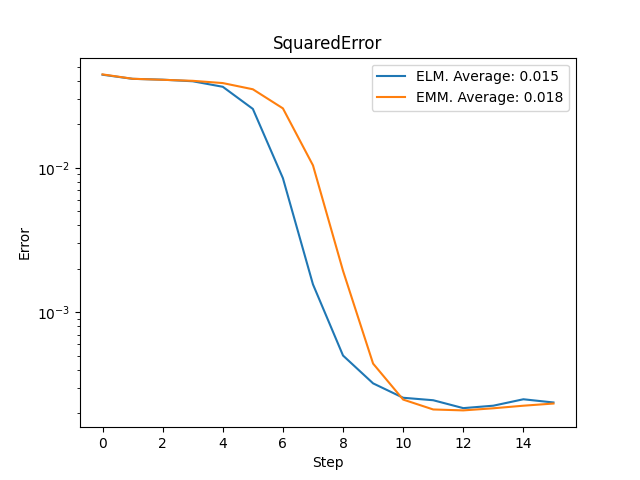 SquaredError
ELM. Average: 0.015
EMM. Average: 0.018
10⁻²
10⁻³
Error
0 2 4 6 8 10 12 14
Step